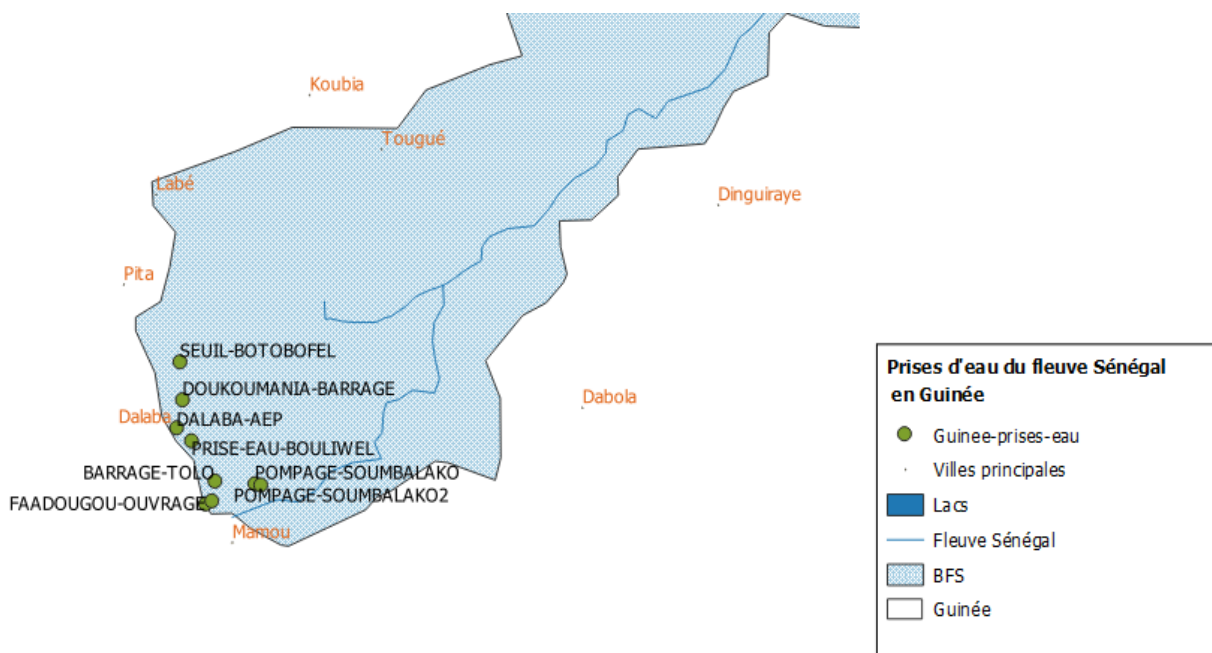 Koubia
Tougué
Labé
Dinguiraye
Pita
SEUIL-BOTOBOFEL
DOUKOUMANIA-BARRAGE
Dabola
Dalaba
DALABA-AEP
PRISE-EAU-BOULIWEL
BARRAGE-TOLO
POMPAGE-SOUMBALAKO
POMPAGE-SOUMBALAKO2
FAADOUGOU-OUVRAGE
Mamou
Prises d'eau du fleuve Sénégal
en Guinée
Guinee-prises-eau
Villes principales
Lacs
Fleuve Sénégal
BFS
Guinée